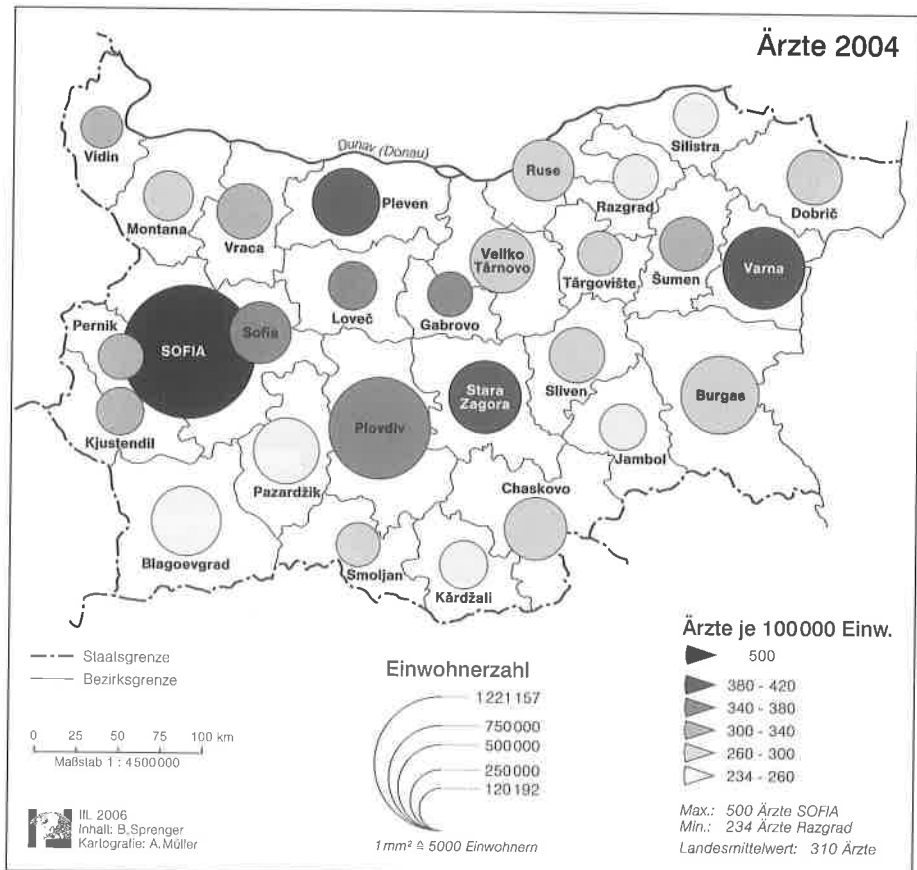 Ärzte 2004
Dunav (Donau)
Vidin
Montana
Vraca
Pleven
Ruse
Silistra
Razgrad
Dobrič
Veliko
Tărnovo
Tărgovište
Šumen
Varna
Loveč
Gabrovo
Pernik
SOFIA
Sofia
Kjustendil
Plovdiv
Stara
Zagora
Sliven
Burgas
Jambol
Pazardžik
Blagoevgrad
Chaskovo
Smoljan
Kărdžali
Staatsgrenze
Bezirksgrenze
0 25 50 75 100 km
Maßstab 1 : 4500000
IfL 2006
Inhalt: B.Sprenger
Kartografie: A.Müller
Einwohnerzahl
1 221 157
750 000
500 000
250 000
120 192
1 mm² ≙ 5000 Einwohnern
Ärzte je 100 000 Einw.
500
380 - 420
340 - 380
300 - 340
260 - 300
234 - 260
Max.: 500 Ärzte SOFIA
Min.: 234 Ärzte Razgrad
Landesmittelwert: 310 Ärzte